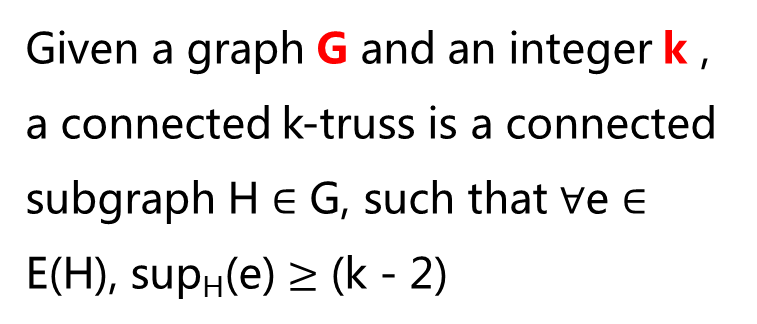 Given a graph G and an integer k ,
a connected k-truss is a connected
subgraph H ∈ G, such that ∀e ∈
E(H), supH(e) ≥ (k - 2)